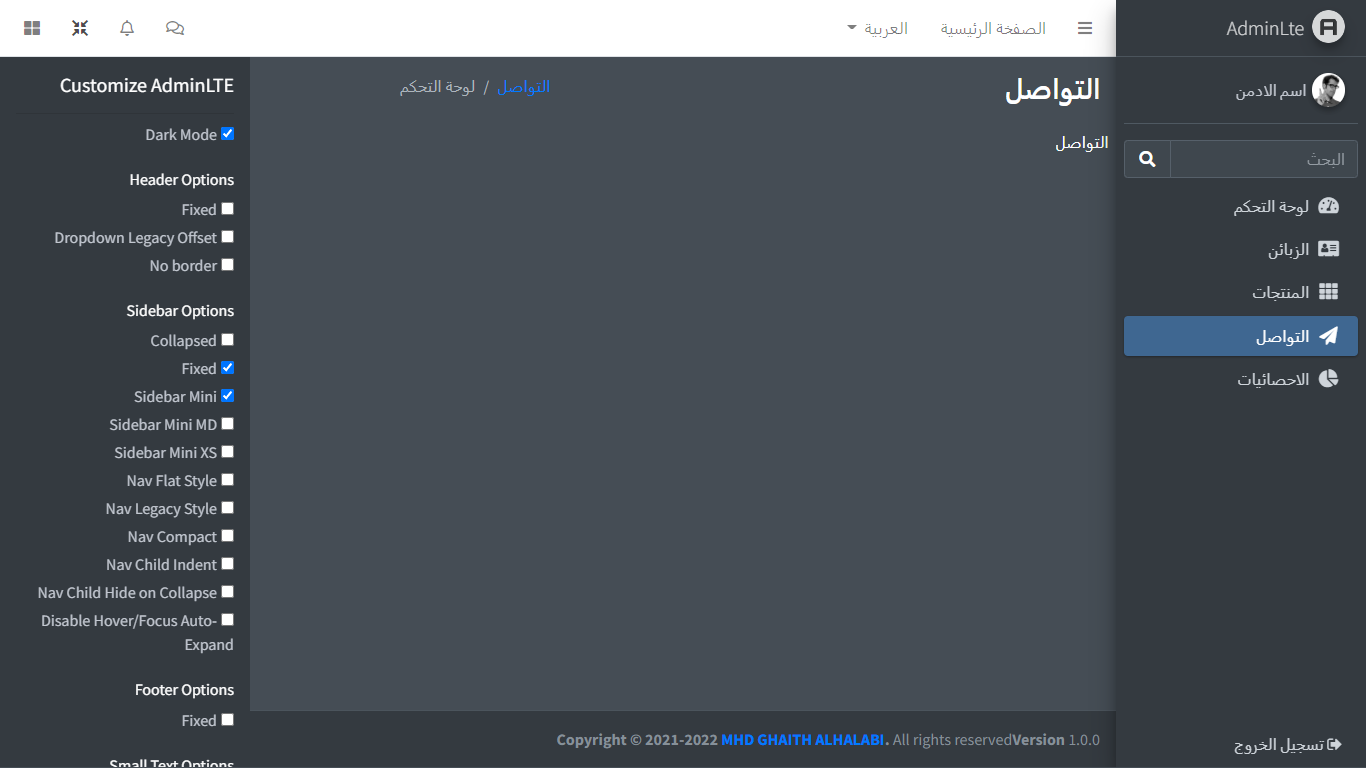 AdminLte
الصفحة الرئيسية
العربية
اسم الادمن
البحث
لوحة التحكم
الزبائن
المنتجات
التواصل
الاحصائيات
تسجيل الخروج
التواصل
التواصل / لوحة التحكم
التواصل
Customize AdminLTE
Dark Mode
Header Options
Fixed
Dropdown Legacy Offset
No border
Sidebar Options
Collapsed
Fixed
Sidebar Mini
Sidebar Mini MD
Sidebar Mini XS
Nav Flat Style
Nav Legacy Style
Nav Compact
Nav Child Indent
Nav Child Hide on Collapse
Disable Hover/Focus Auto-
Expand
Footer Options
Fixed
Small Text Options
Copyright © 2021-2022 MHD GHAITH ALHALABI. All rights reservedVersion 1.0.0